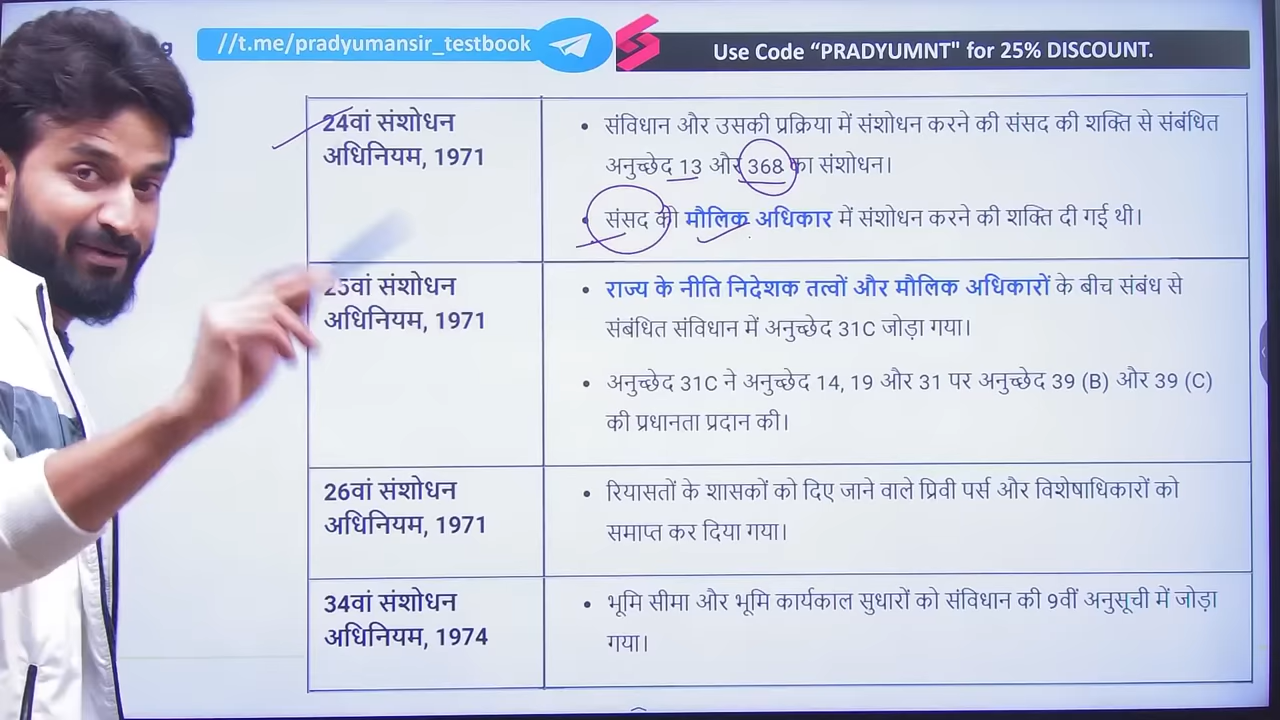 //t.me/pradyumansir_testbook
Use Code “PRADYUMNT" for 25% DISCOUNT.
24वां संशोधन
अधिनियम, 1971
• संविधान और उसकी प्रक्रिया में संशोधन करने की संसद की शक्ति से संबंधित
अनुच्छेद 13 और 368 का संशोधन।
• संसद को मौलिक अधिकार में संशोधन करने की शक्ति दी गई थी।
25वां संशोधन
अधिनियम, 1971
• राज्य के नीति निदेशक तत्वों और मौलिक अधिकारों के बीच संबंध से
संबंधित संविधान में अनुच्छेद 31C जोड़ा गया।
• अनुच्छेद 31C ने अनुच्छेद 14, 19 और 31 पर अनुच्छेद 39 (B) और 39 (C)
की प्रधानता प्रदान की।
26वां संशोधन
अधिनियम, 1971
• रियासतों के शासकों को दिए जाने वाले प्रिवी पर्स और विशेषाधिकारों को
समाप्त कर दिया गया।
34वां संशोधन
अधिनियम, 1974
• भूमि सीमा और भूमि कार्यकाल सुधारों को संविधान की 9वीं अनुसूची में जोड़ा
गया।